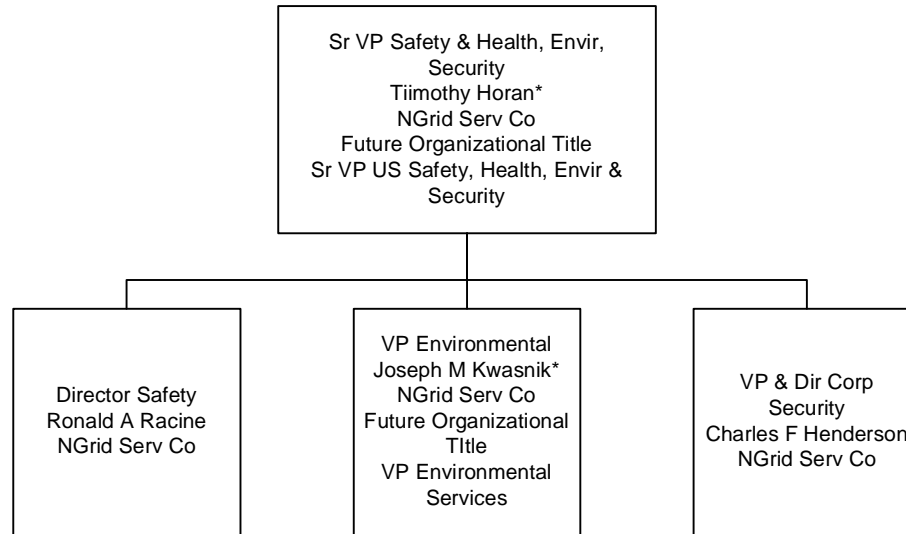 Sr VP Safety & Health, Envir,
Security
Tiimothy Horan*
NGrid Serv Co
Future Organizational Title
Sr VP US Safety, Health, Envir &
Security
Director Safety
Ronald A Racine
NGrid Serv Co
VP Environmental
Joseph M Kwasnik*
NGrid Serv Co
Future Organizational
TItle
VP Environmental
Services
VP & Dir Corp
Security
Charles F Henderson
NGrid Serv Co